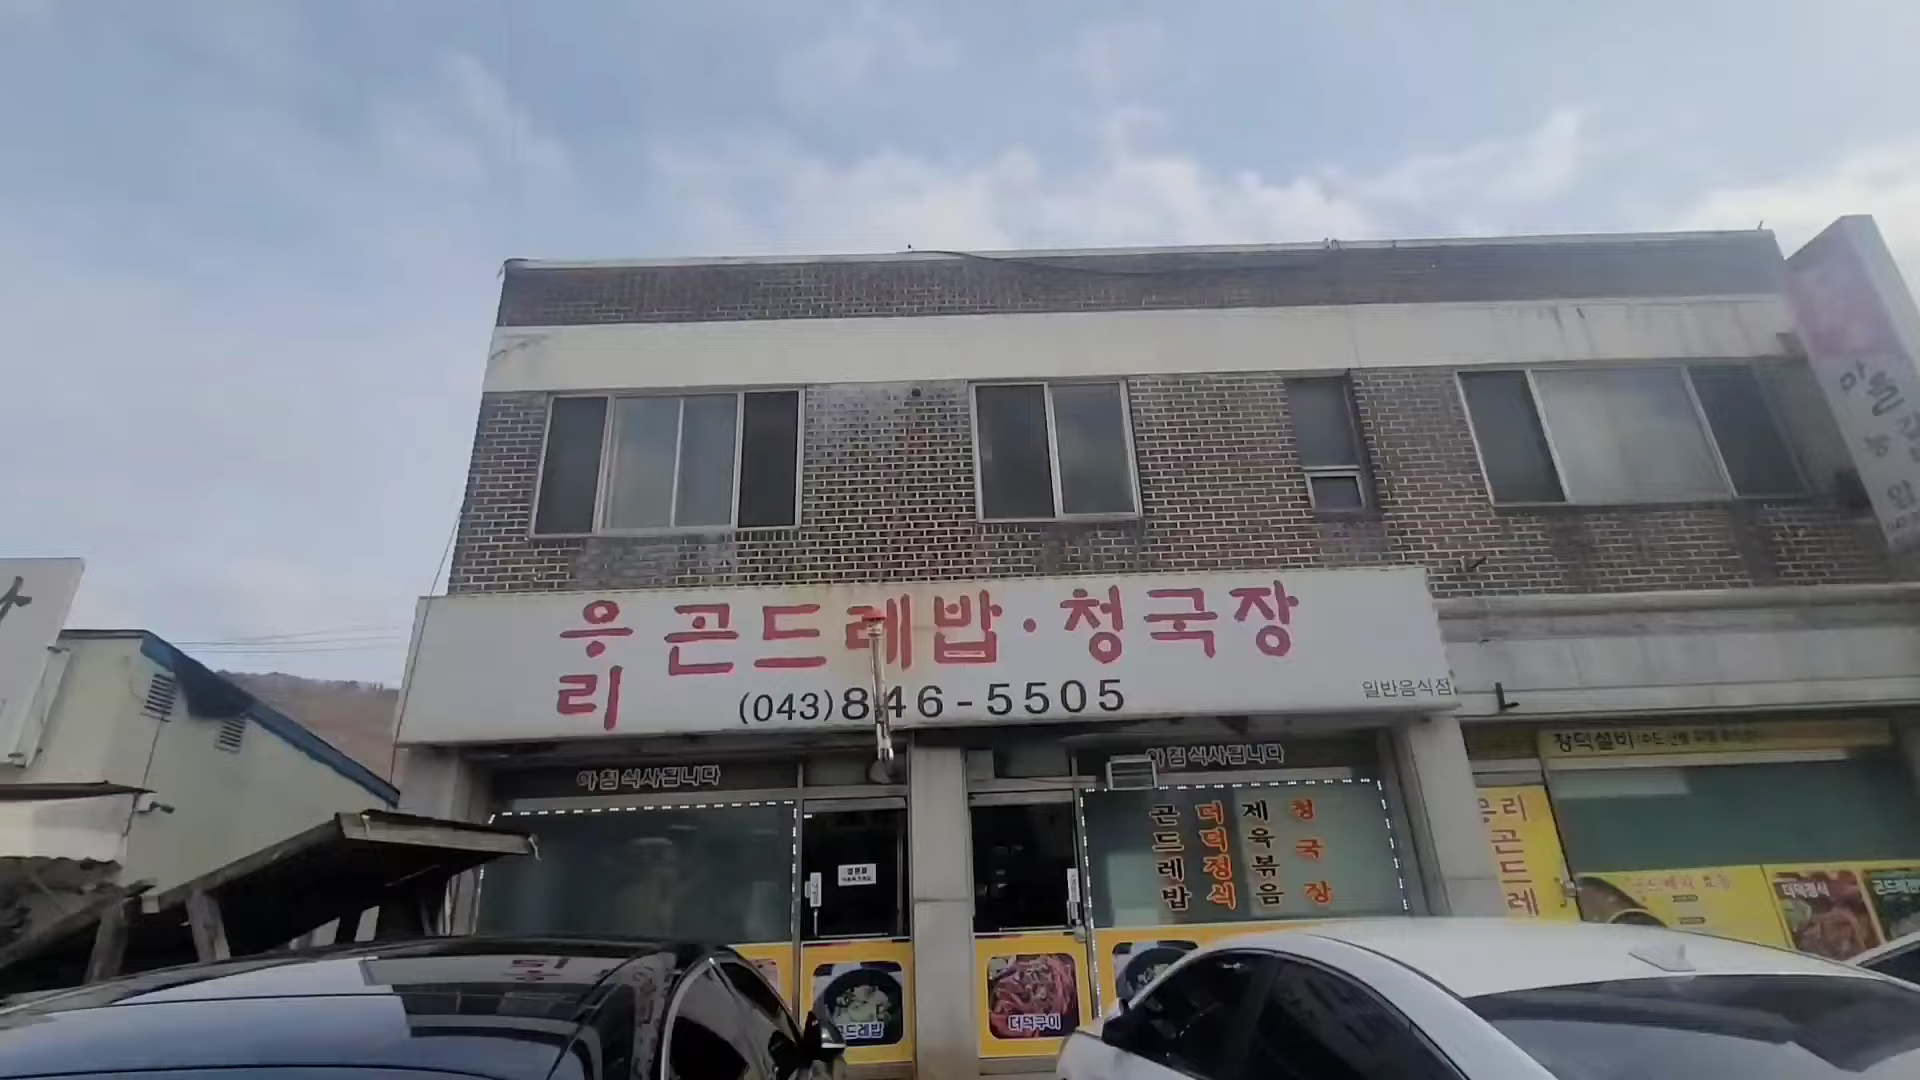 우리 곤드레밥·청국장
(043)846-5505
일반음식점
아침식사됩니다
아침식사됩니다
장덕설비
곤드레밥
더덕정식
제육볶음
청국장
우리
곤드레
더덕정식
곤드레밥
더덕구이